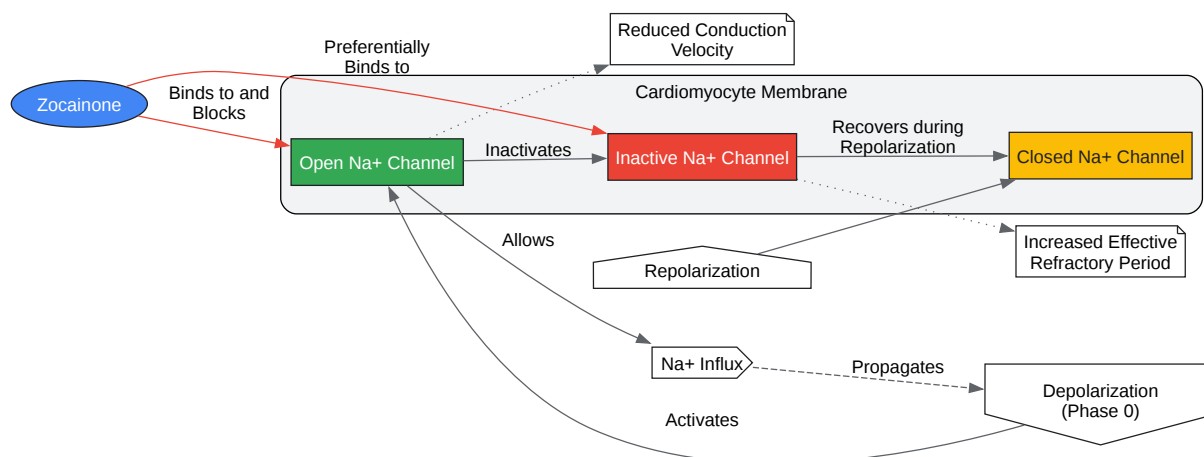 Reduced Conduction
Velocity
Preferentially
Binds to
Zocainone
Binds to and
Blocks
Cardiomyocyte Membrane
Open Na+ Channel
Inactivates
Inactive Na+ Channel
Recovers during
Repolarization
Closed Na+ Channel
Allows
Repolarization
Increased Effective
Refractory Period
Na+ Influx
Propagates
Depolarization
(Phase 0)
Activates